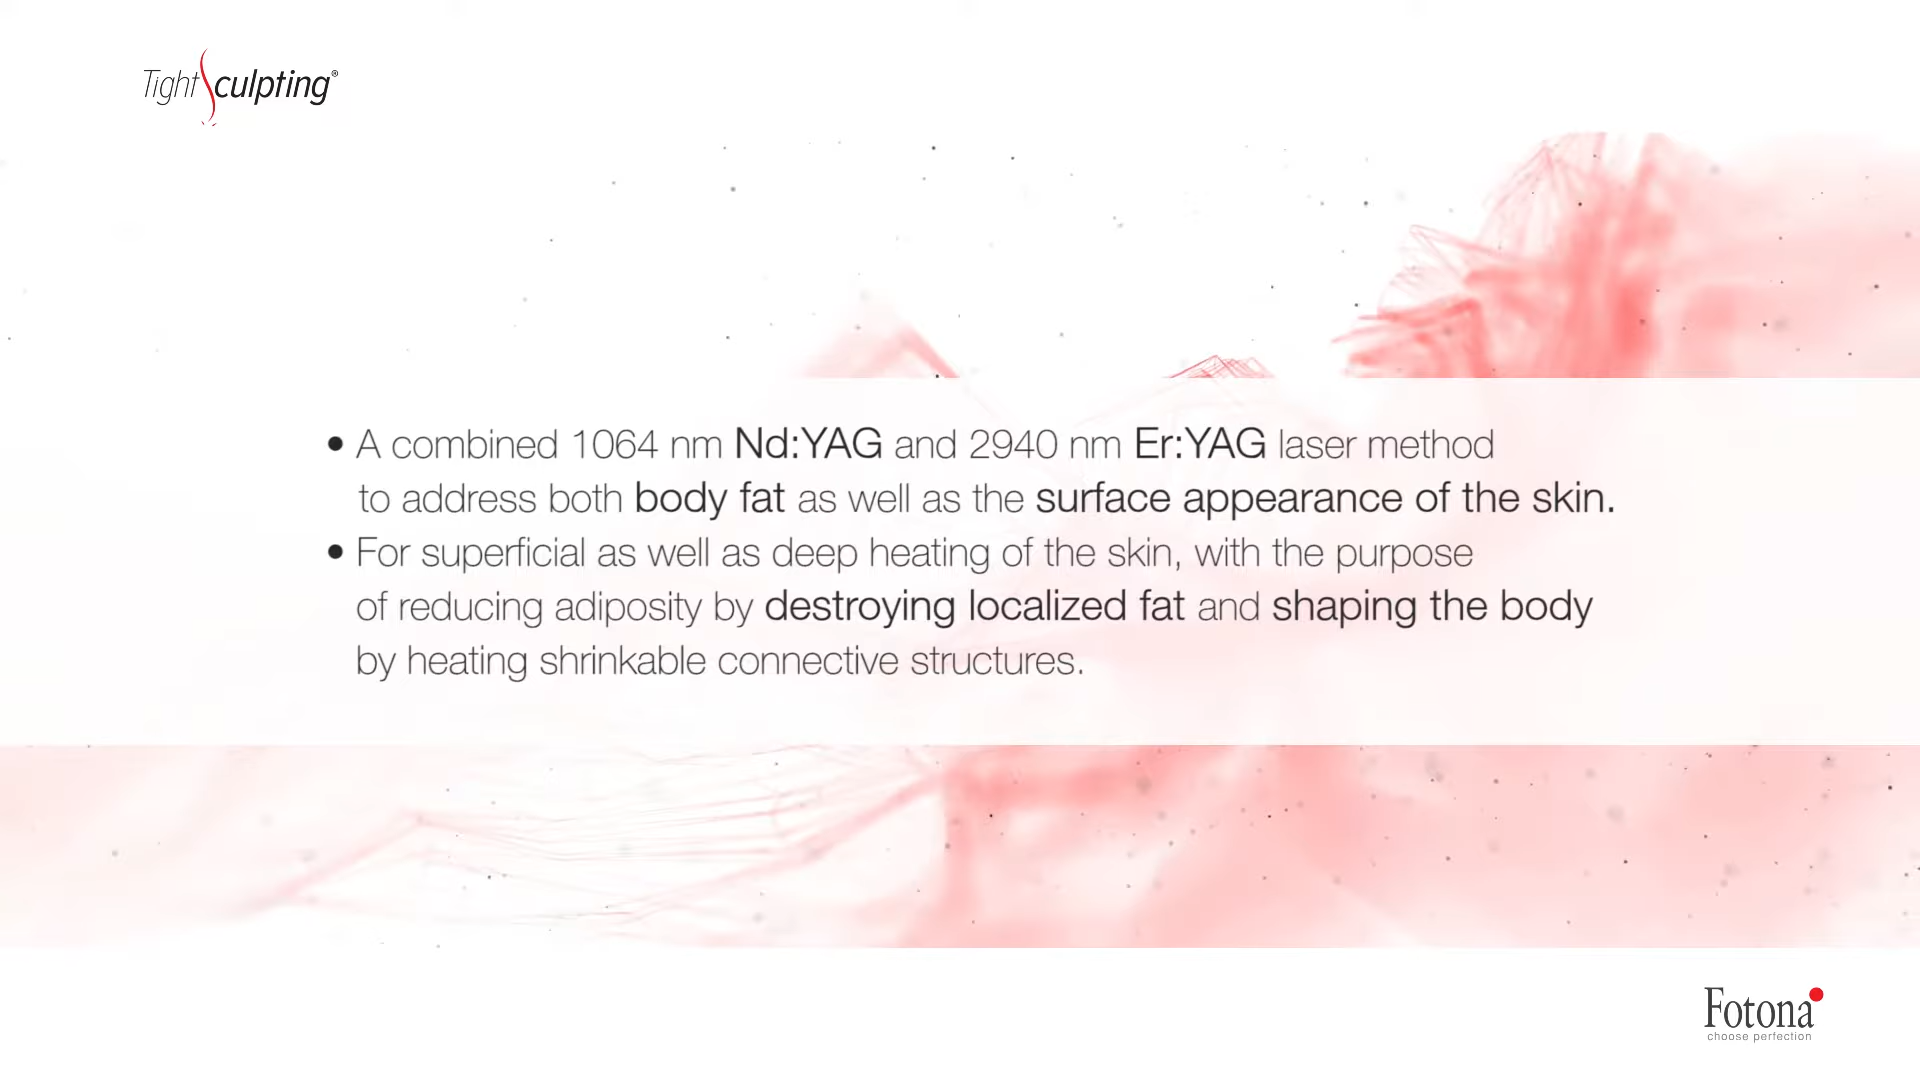 TightSculpting®
• A combined 1064 nm Nd:YAG and 2940 nm Er:YAG laser method
to address both body fat as well as the surface appearance of the skin.
• For superficial as well as deep heating of the skin, with the purpose
of reducing adiposity by destroying localized fat and shaping the body
by heating shrinkable connective structures.
Fotona
choose perfection